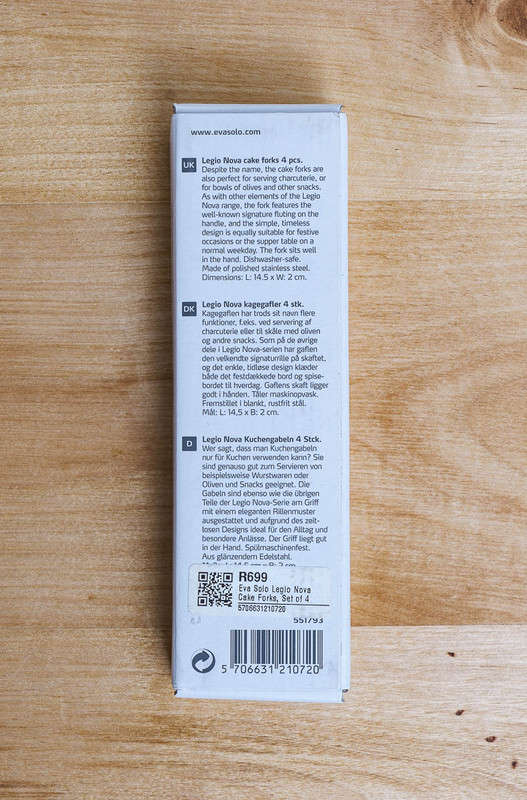 www.evasolo.com
UK
Legio Nova cake forks 4 pcs.
Despite the name, the cake forks are
also perfect for serving charcuterie, or
for bowls of olives and other snacks.
As with other elements of the Legio
Nova range, the fork features the
well-known signature fluting on the
handle, and the simple, timeless
design is equally suitable for festive
occasions or the supper table on a
normal weekday. The fork sits well
in the hand. Dishwasher-safe.
Made of polished stainless steel.
Dimensions: L: 14.5 x W: 2 cm.
DK
Legio Nova kagegafler 4 stk.
Kagegaflen har trods sit navn flere
funktioner, f.eks. ved servering af
charcuterie eller til skåle med oliven
og andre snacks. Som på de øvrige
dele i Legio Nova-serien har gaflen
den velkendte signaturrille på skaftet,
og det enkle, tidløse design klæder
både det festdækkede bord og spise-
bordet til hverdag. Gaflens skaft ligger
godt i hånden. Tåler maskinopvask.
Fremstillet i blankt, rustfrit stål.
Mål: L: 14,5 x B: 2 cm.
D
Legio Nova Kuchengabeln 4 Stck.
Wer sagt, dass man Kuchengabeln
nur für Kuchen verwenden kann? Sie
sind genauso gut zum Servieren von
beispielsweise Wurstwaren oder
Oliven und Snacks geeignet. Die
Gabeln sind ebenso wie die übrigen
Teile der Legio Nova-Serie am Griff
mit einem eleganten Rillenmuster
ausgestattet und aufgrund des zeit-
losen Designs ideal für den Alltag und
besondere Anlässe. Der Griff liegt gut
in der Hand. Spülmaschinenfest.
Aus glänzendem Edelstahl.
R699
Eva Solo Legio Nova
Cake Forks, Set of 4
5706631210720
551793
5 706631 210720